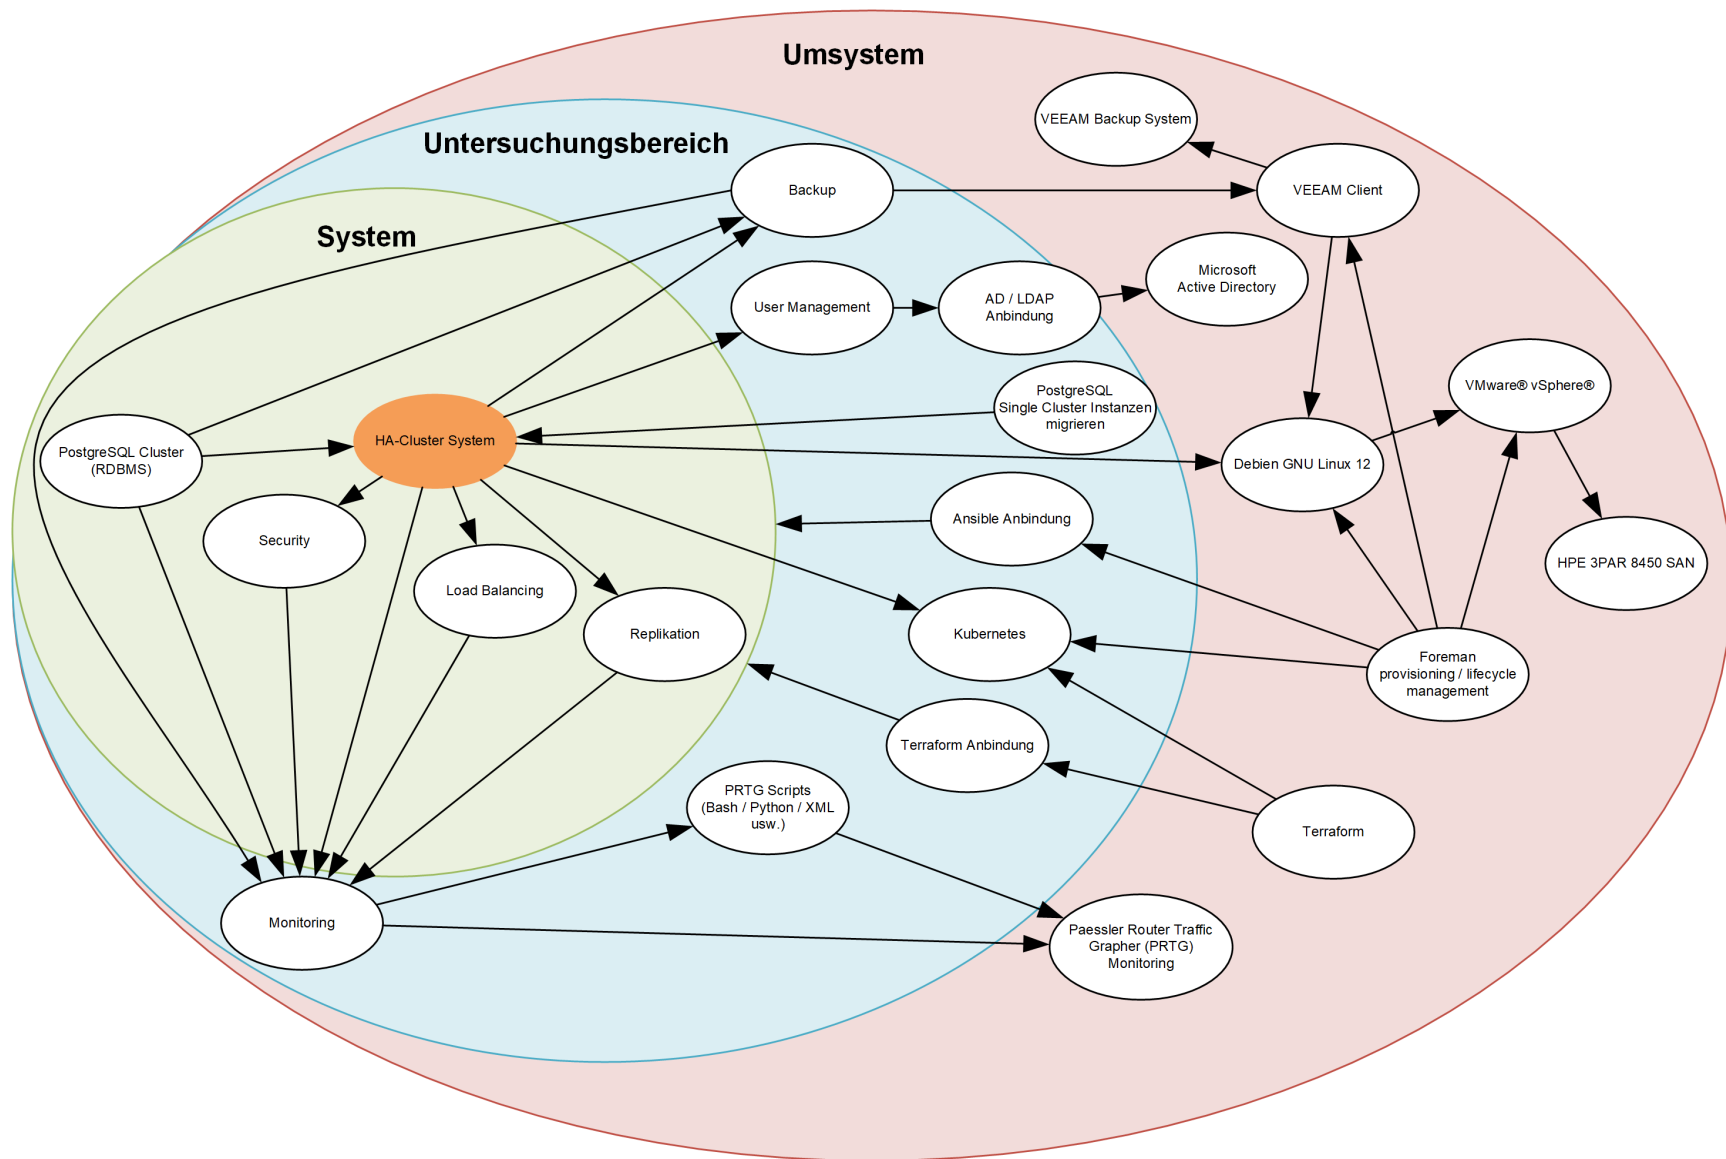 Umsystem
VEEAM Backup System
Untersuchungsbereich
Backup
VEEAM Client
System
Microsoft
Active Directory
User Management
AD / LDAP
Anbindung
VMware® vSphere®
PostgreSQL
Single Cluster Instanzen
migrieren
HA-Cluster System
PostgreSQL Cluster
(RDBMS)
Debien GNU Linux 12
Ansible Anbindung
Security
HPE 3PAR 8450 SAN
Load Balancing
Replikation
Kubernetes
Foreman
provisioning / lifecycle
management
Terraform Anbindung
PRTG Scripts
(Bash / Python / XML
usw.)
Terraform
Monitoring
Paessler Router Traffic
Grapher (PRTG)
Monitoring